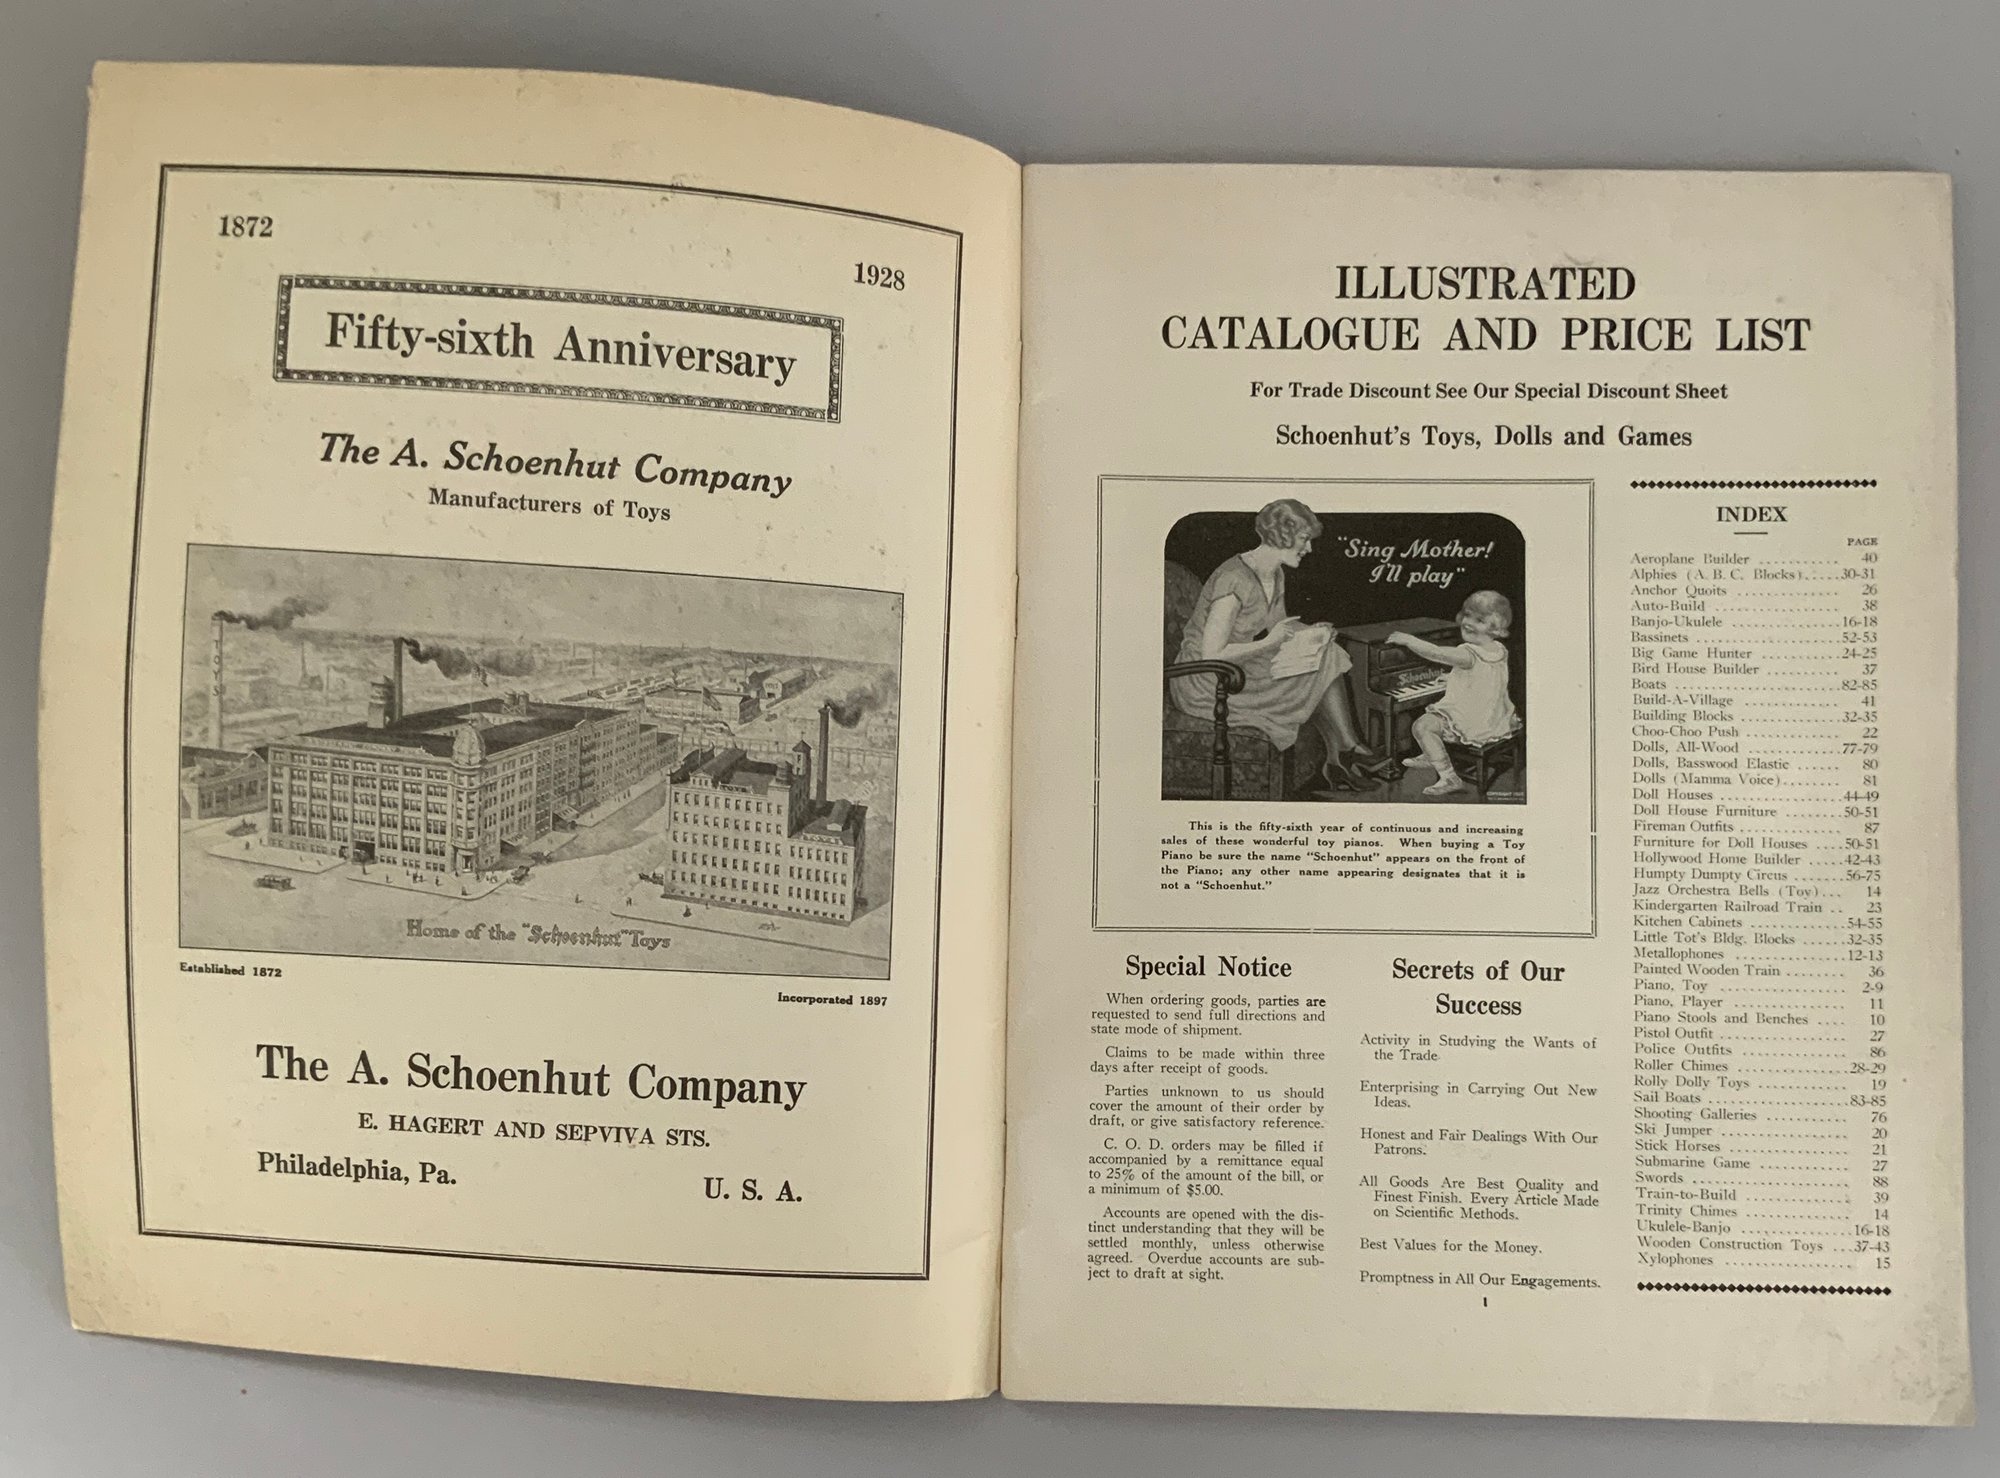 1872
1928
Fifty-sixth Anniversary
The A. Schoenhut Company
Manufacturers of Toys
TOYS
TOYS
Home of the "Schoenhut" Toys
Established 1872
Incorporated 1897
The A. Schoenhut Company
E. HAGERT AND SEPVIVA STS.
Philadelphia, Pa.
U. S. A.
ILLUSTRATED
CATALOGUE AND PRICE LIST
For Trade Discount See Our Special Discount Sheet
Schoenhut's Toys, Dolls and Games
"Sing Mother!
I'll play"
Schoenhut
This is the fifty-sixth year of continuous and increasing
sales of these wonderful toy pianos. When buying a Toy
Piano be sure the name "Schoenhut" appears on the front of
the Piano; any other name appearing designates that it is
not a "Schoenhut."
Special Notice
When ordering goods, parties are
requested to send full directions and
state mode of shipment.
Claims to be made within three
days after receipt of goods.
Parties unknown to us should
cover the amount of their order by
draft, or give satisfactory reference.
C. O. D. orders may be filled if
accompanied by a remittance equal
to 25% of the amount of the bill, or
a minimum of $5.00.
Accounts are opened with the dis-
tinct understanding that they will be
settled monthly, unless otherwise
agreed. Overdue accounts are sub-
ject to draft at sight.
Secrets of Our
Success
Activity in Studying the Wants of
the Trade.
Enterprising in Carrying Out New
Ideas.
Honest and Fair Dealings With Our
Patrons.
All Goods Are Best Quality and
Finest Finish. Every Article Made
on Scientific Methods.
Best Values for the Money.
Promptness in All Our Engagements.
INDEX
PAGE
Aeroplane Builder ........... 40
Alphies (A. B. C. Blocks) ..... 30-31
Anchor Quoits .............. 26
Auto-Build ................. 38
Banjo-Ukulele .............. 16-18
Bassinets .................. 52-53
Big Game Hunter .......... 24-25
Bird House Builder .......... 37
Boats ..................... 82-85
Build-A-Village ............. 41
Building Blocks ............ 32-35
Choo-Choo Push ............ 22
Dolls, All-Wood ............ 77-79
Dolls, Basswood Elastic ...... 80
Dolls (Mamma Voice) ........ 81
Doll Houses ................ 44-49
Doll House Furniture ........ 50-51
Fireman Outfits ............. 87
Furniture for Doll Houses .... 50-51
Hollywood Home Builder ..... 42-43
Humpty Dumpty Circus ....... 56-75
Jazz Orchestra Bells (Toy) ... 14
Kindergarten Railroad Train .. 23
Kitchen Cabinets ............ 54-55
Little Tot's Bldg. Blocks ...... 32-35
Metallophones .............. 12-13
Painted Wooden Train ........ 36
Piano, Toy ................. 2-9
Piano, Player ............... 11
Piano Stools and Benches .... 10
Pistol Outfit ................ 27
Police Outfits .............. 86
Roller Chimes .............. 28-29
Rolly Dolly Toys ............ 19
Sail Boats .................. 83-85
Shooting Galleries ........... 76
Ski Jumper ................. 20
Stick Horses ................ 21
Submarine Game ............ 27
Swords ..................... 88
Train-to-Build .............. 39
Trinity Chimes .............. 14
Ukulele-Banjo .............. 16-18
Wooden Construction Toys ... 37-43
Xylophones ................. 15
1